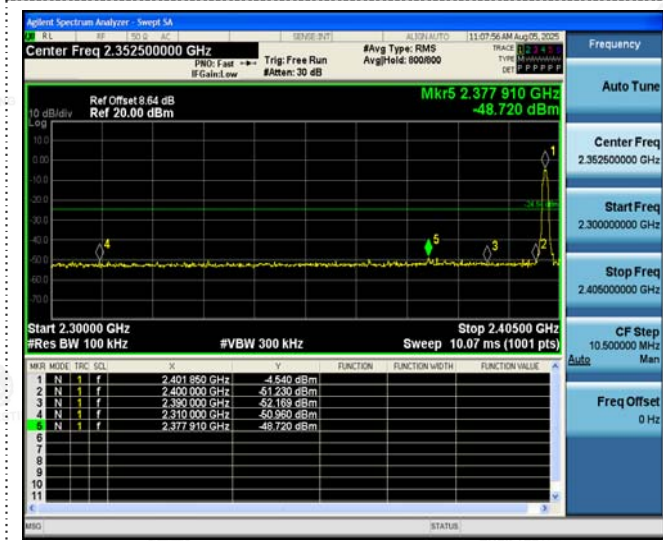 Agilent Spectrum Analyzer - Swept SA
RL RF 50 Ω AC SENSE:INT ALIGN AUTO 11:07:56 AM Aug 05, 2025
Center Freq 2.352500000 GHz
PNO: Fast
IFGain:Low
Trig: Free Run
#Atten: 30 dB
#Avg Type: RMS
Avg|Hold: 800/800
TRACE 1 2 3 4 5 6
TYPE
DET P P P P P P
Ref Offset 8.64 dB
Ref 20.00 dBm
10 dB/div
Log
Mkr5 2.377 910 GHz
-48.720 dBm
10.0
0.00
-10.0
-20.0
-30.0
-40.0
-50.0
-60.0
-70.0
1
4
5
3
2
Start 2.30000 GHz
#Res BW 100 kHz
#VBW 300 kHz
Stop 2.40500 GHz
Sweep 10.07 ms (1001 pts)
MKR MODE TRC SCL X Y FUNCTION FUNCTION WIDTH FUNCTION VALUE
1 N 1 f 2.401 850 GHz -4.540 dBm
2 N 1 f 2.400 000 GHz -51.230 dBm
3 N 1 f 2.390 000 GHz -52.169 dBm
4 N 1 f 2.310 000 GHz -50.960 dBm
5 N 1 f 2.377 910 GHz -48.720 dBm
6
7
8
9
10
11
MSG STATUS
Frequency
Auto Tune
Center Freq
2.352500000 GHz
Start Freq
2.300000000 GHz
Stop Freq
2.405000000 GHz
CF Step
10.500000 MHz
Auto Man
Freq Offset
0 Hz